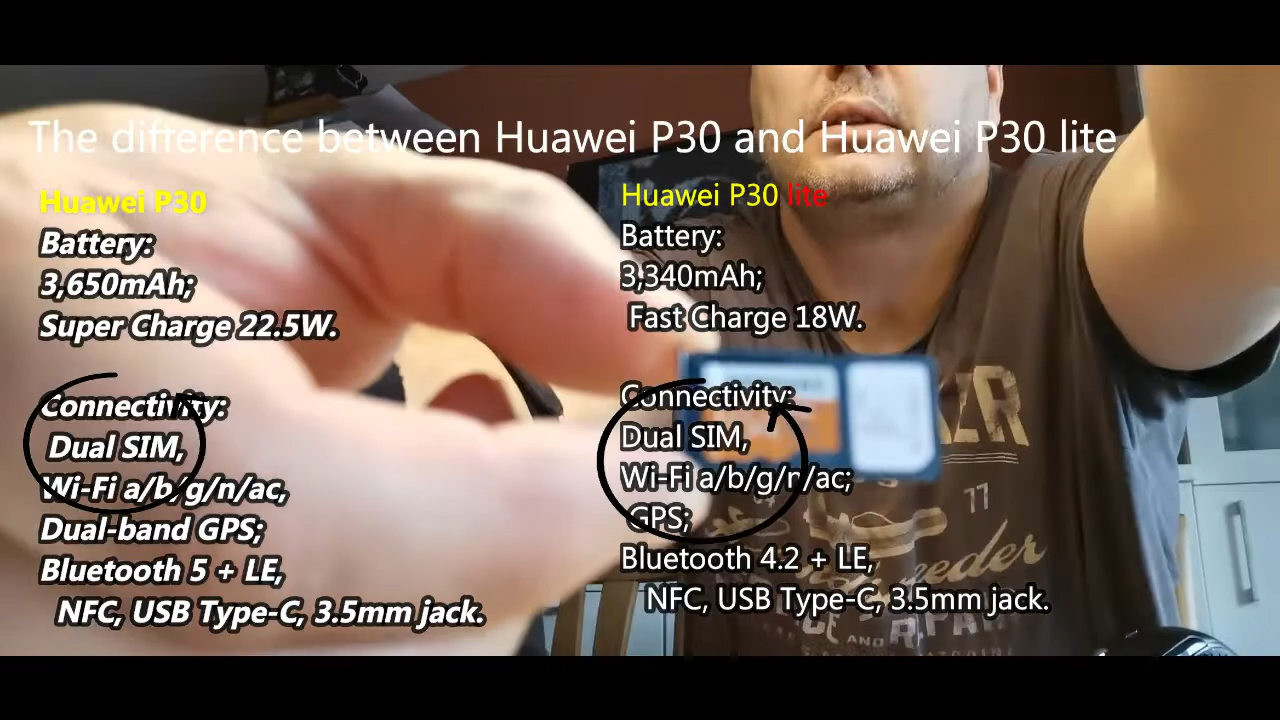 The difference between Huawei P30 and Huawei P30 lite
Huawei P30
Battery:
3,650mAh;
Super Charge 22.5W.
Connectivity:
Dual SIM,
Wi-Fi a/b/g/n/ac,
Dual-band GPS;
Bluetooth 5 + LE,
NFC, USB Type-C, 3.5mm jack.
Huawei P30 lite
Battery:
3,340mAh;
Fast Charge 18W.
Connectivity:
Dual SIM,
Wi-Fi a/b/g/n/ac;
GPS;
Bluetooth 4.2 + LE,
NFC, USB Type-C, 3.5mm jack.
77
AND